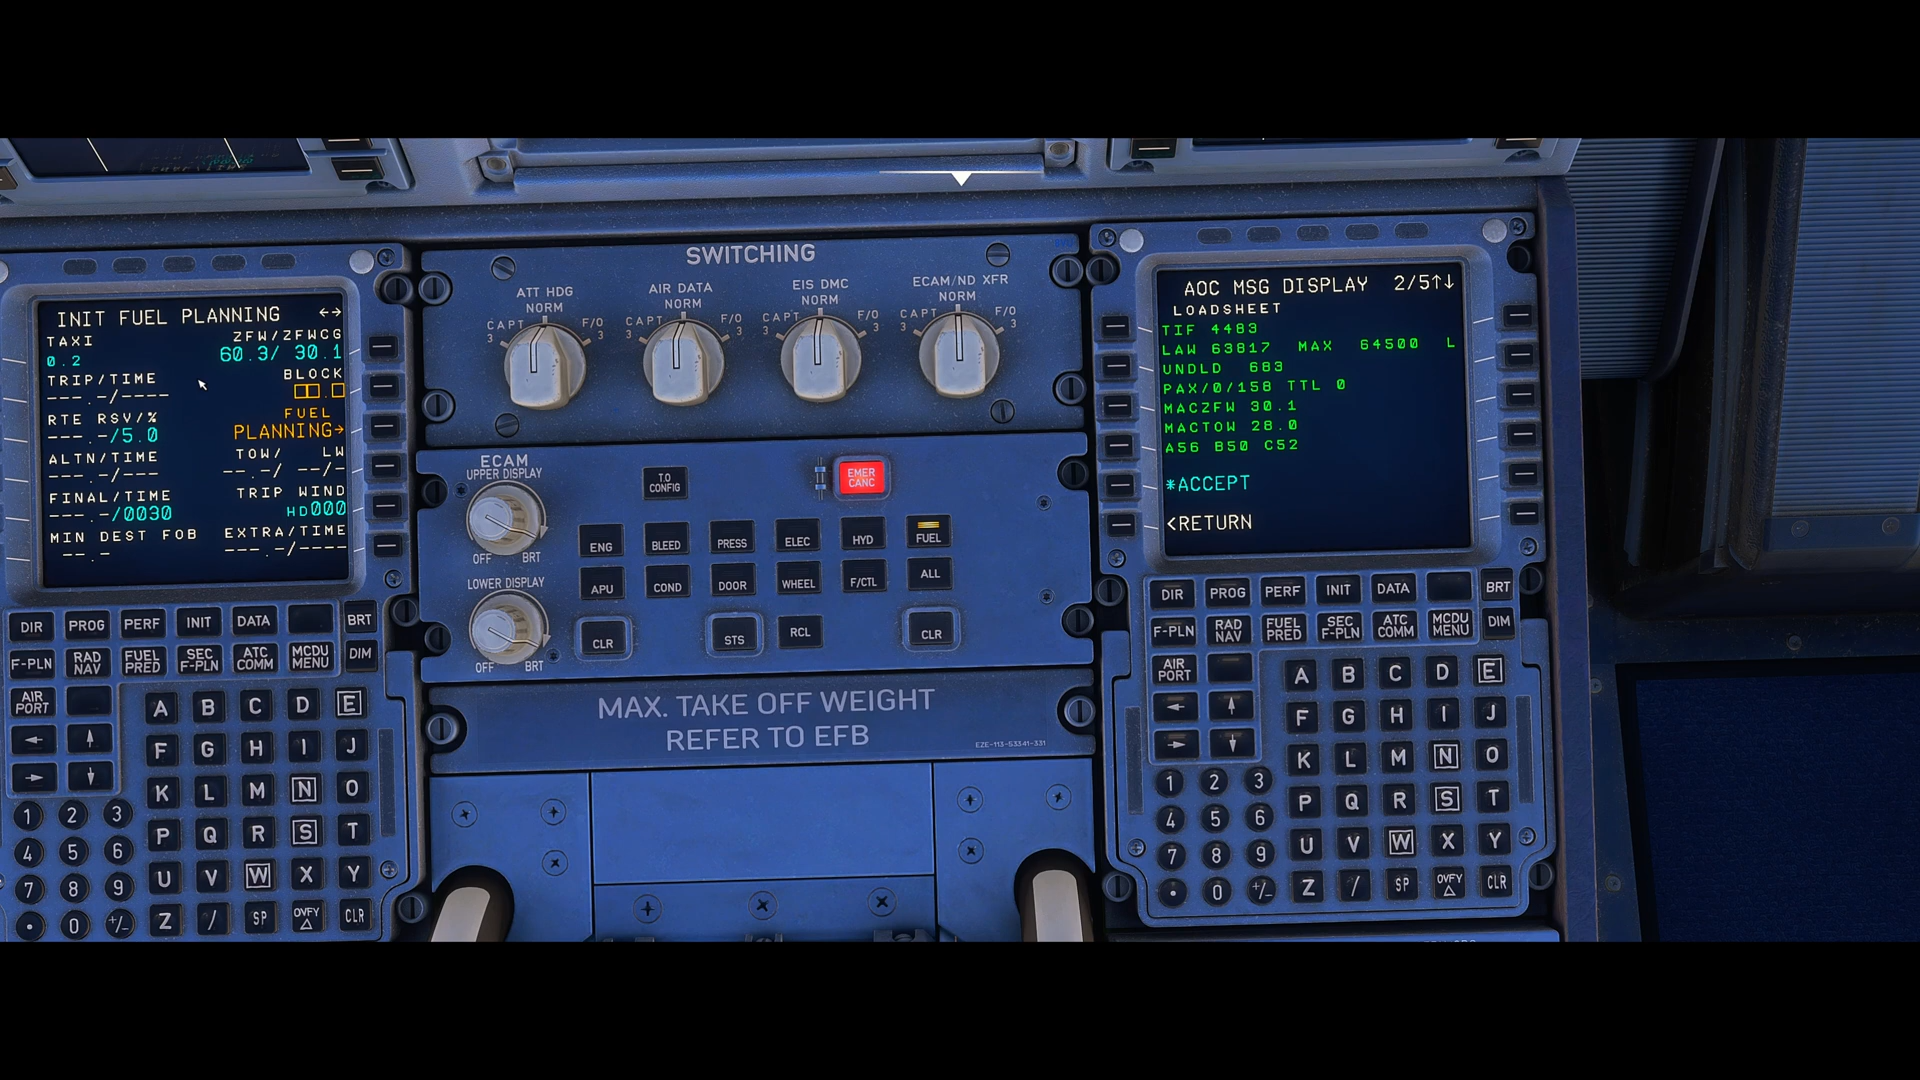 INIT FUEL PLANNING ←→
TAXI ZFW/ZFWCG
0.2 60.3/ 30.1
TRIP/TIME BLOCK
---.-/---- □□.□
RTE RSV/% FUEL
---.-/5.0 PLANNING→
ALTN/TIME TOW/ LW
---.-/---- --.-/ --/-
FINAL/TIME TRIP WIND
---.-/0030 HD000
MIN DEST FOB EXTRA/TIME
--.- ---.-/----
DIR PROG PERF INIT DATA BRT
F-PLN RAD NAV FUEL PRED SEC F-PLN ATC COMM MCDU MENU DIM
AIR PORT
← ↑
→ ↓
A B C D E
F G H I J
K L M N O
P Q R S T
U V W X Y
Z / SP OVFY △ CLR
1 2 3
4 5 6
7 8 9
. 0 +/-
SWITCHING
ATT HDG AIR DATA EIS DMC ECAM/ND XFR
NORM NORM NORM NORM
CAPT F/O CAPT F/O CAPT F/O CAPT F/O
3 3 3 3 3 3 3 3
ECAM
UPPER DISPLAY
OFF BRT
LOWER DISPLAY
OFF BRT
T.O CONFIG
EMER CANC
ENG BLEED PRESS ELEC HYD FUEL
APU COND DOOR WHEEL F/CTL ALL
CLR STS RCL CLR
MAX. TAKE OFF WEIGHT
REFER TO EFB
EZE-113-53341-331
AOC MSG DISPLAY 2/5↑↓
LOADSHEET
TIF 4483
LAW 63817 MAX 64500 L
UNDLD 683
PAX/0/158 TTL 0
MACZFW 30.1
MACTOW 28.0
A56 B50 C52
*ACCEPT
<RETURN
DIR PROG PERF INIT DATA BRT
F-PLN RAD NAV FUEL PRED SEC F-PLN ATC COMM MCDU MENU DIM
AIR PORT
← ↑
→ ↓
A B C D E
F G H I J
K L M N O
P Q R S T
U V W X Y
Z / SP OVFY △ CLR
1 2 3
4 5 6
7 8 9
. 0 +/-